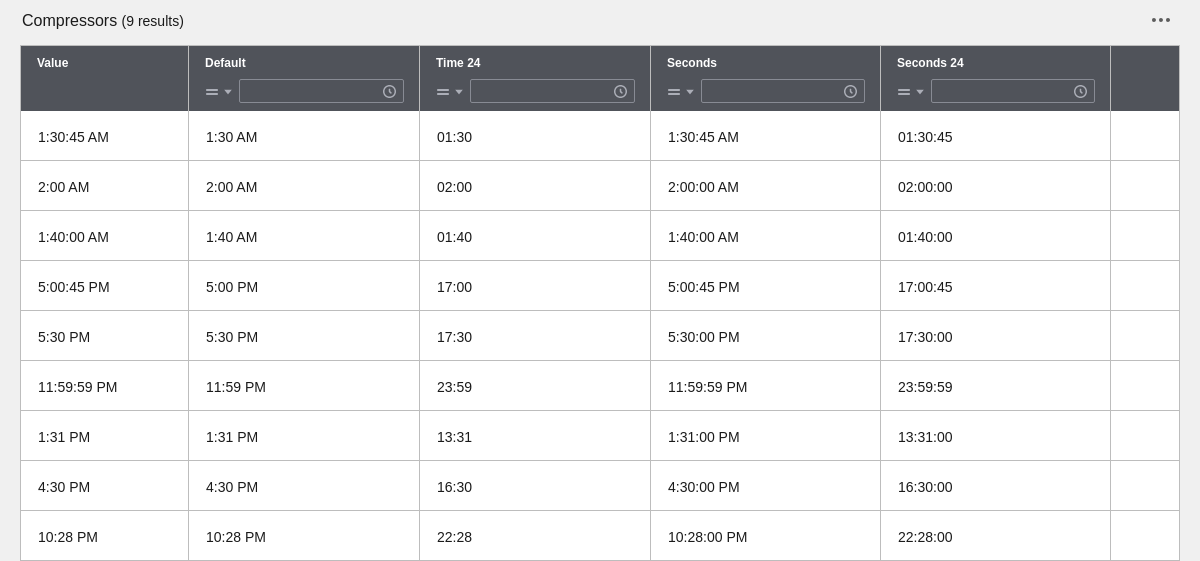 Compressors (9 results)
Value Default Time 24 Seconds Seconds 24
1:30:45 AM 1:30 AM 01:30 1:30:45 AM 01:30:45
2:00 AM 2:00 AM 02:00 2:00:00 AM 02:00:00
1:40:00 AM 1:40 AM 01:40 1:40:00 AM 01:40:00
5:00:45 PM 5:00 PM 17:00 5:00:45 PM 17:00:45
5:30 PM 5:30 PM 17:30 5:30:00 PM 17:30:00
11:59:59 PM 11:59 PM 23:59 11:59:59 PM 23:59:59
1:31 PM 1:31 PM 13:31 1:31:00 PM 13:31:00
4:30 PM 4:30 PM 16:30 4:30:00 PM 16:30:00
10:28 PM 10:28 PM 22:28 10:28:00 PM 22:28:00